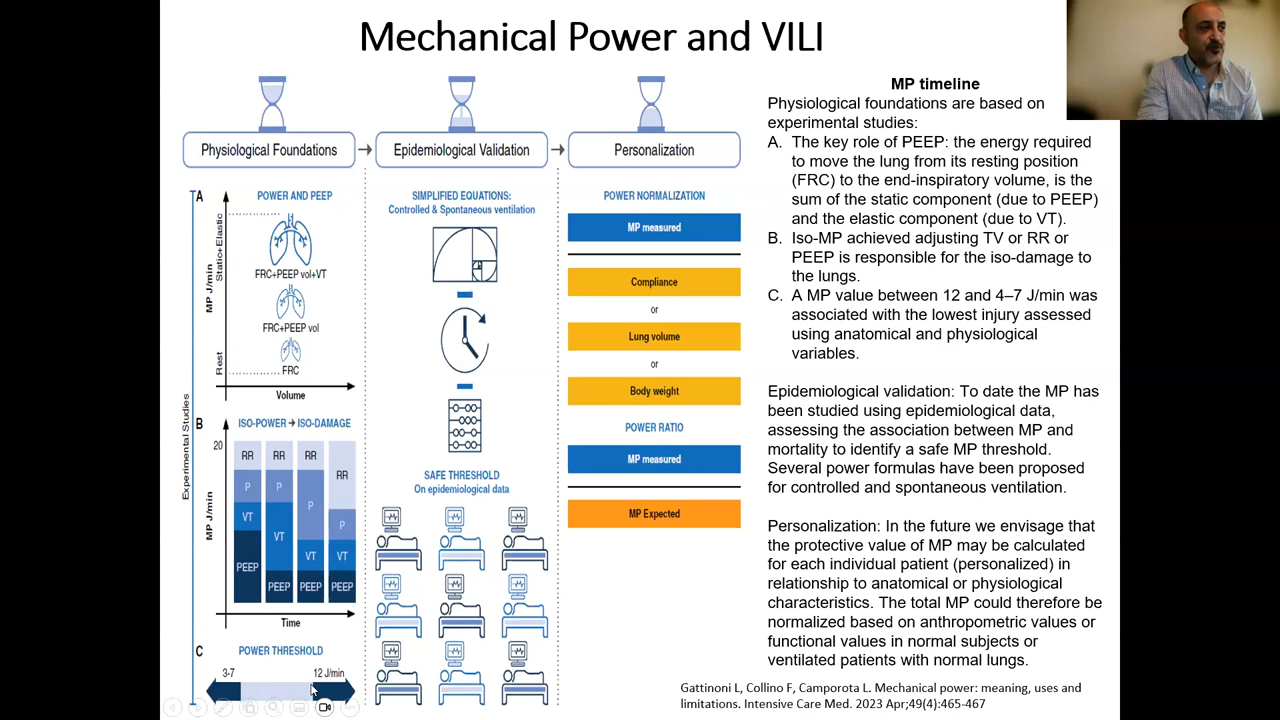 Mechanical Power and VILI
Physiological Foundations
Epidemiological Validation
Personalization
A
POWER AND PEEP
MP J/min
Static+Elastic
Rest
FRC+PEEP vol+VT
FRC+PEEP vol
FRC
Volume
Experimental Studies
B
ISO-POWER → ISO-DAMAGE
20
MP J/min
RR
RR
RR
RR
P
P
P
P
VT
VT
VT
VT
PEEP
PEEP
PEEP
PEEP
Time
C
POWER THRESHOLD
3-7
12 J/min
SIMPLIFIED EQUATIONS:
Controlled & Spontaneous ventilation
SAFE THRESHOLD
On epidemiological data
POWER NORMALIZATION
MP measured
Compliance
or
Lung volume
or
Body weight
POWER RATIO
MP measured
MP Expected
MP timeline
Physiological foundations are based on
experimental studies:
A. The key role of PEEP: the energy required
to move the lung from its resting position
(FRC) to the end-inspiratory volume, is the
sum of the static component (due to PEEP)
and the elastic component (due to VT).
B. Iso-MP achieved adjusting TV or RR or
PEEP is responsible for the iso-damage to
the lungs.
C. A MP value between 12 and 4–7 J/min was
associated with the lowest injury assessed
using anatomical and physiological
variables.
Epidemiological validation: To date the MP has
been studied using epidemiological data,
assessing the association between MP and
mortality to identify a safe MP threshold.
Several power formulas have been proposed
for controlled and spontaneous ventilation.
Personalization: In the future we envisage that
the protective value of MP may be calculated
for each individual patient (personalized) in
relationship to anatomical or physiological
characteristics. The total MP could therefore be
normalized based on anthropometric values or
functional values in normal subjects or
ventilated patients with normal lungs.
Gattinoni L, Collino F, Camporota L. Mechanical power: meaning, uses and
limitations. Intensive Care Med. 2023 Apr;49(4):465-467